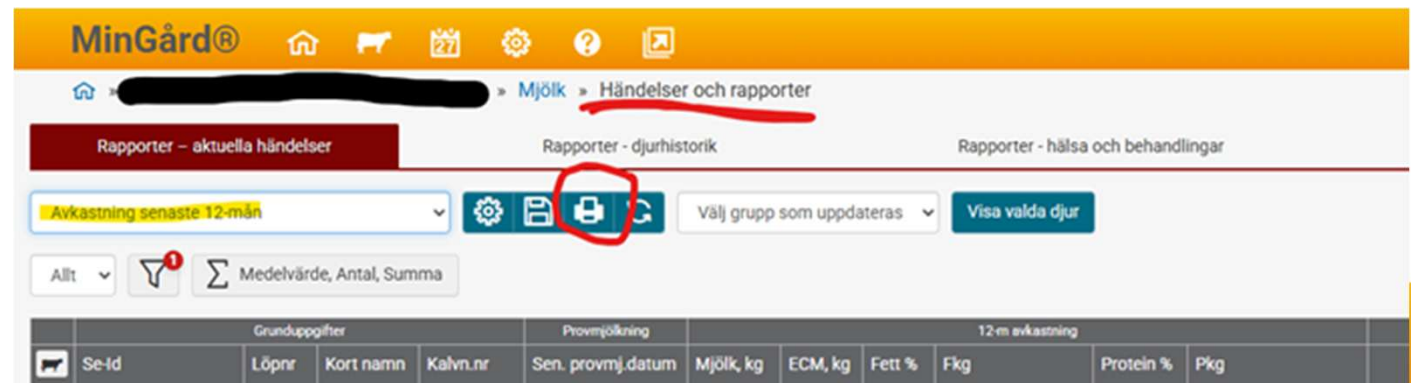 MinGård® 27
» » Mjölk » Händelser och rapporter
Rapporter – aktuella händelser Rapporter - djurhistorik Rapporter - hälsa och behandlingar
Avkastning senaste 12-mån Välj grupp som uppdateras Visa valda djur
Allt 1 Σ Medelvärde, Antal, Summa
Grunduppgifter Provmjölkning 12-m avkastning
Se-Id Löpnr Kort namn Kalvn.nr Sen. provmj.datum Mjölk, kg ECM, kg Fett % Fkg Protein % Pkg